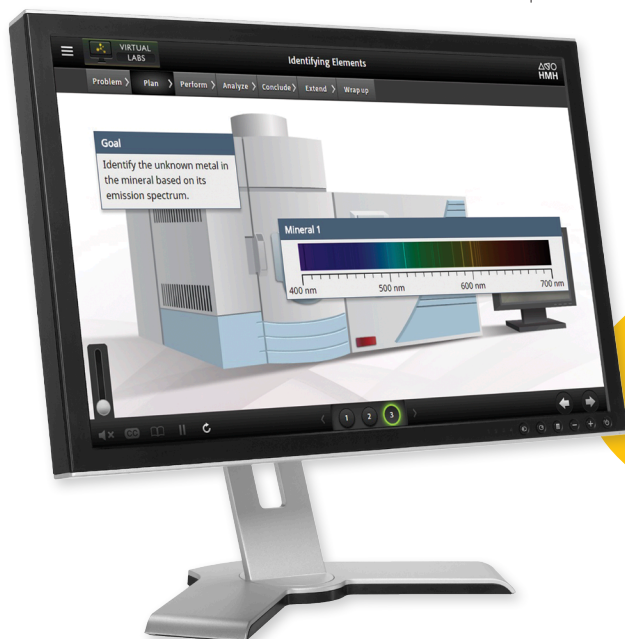 VIRTUAL
LABS
Identifying Elements
HMH
Problem
Plan
Perform
Analyze
Conclude
Extend
Wrap up
Goal
Identify the unknown metal in
the mineral based on its
emission spectrum.
Mineral 1
400 nm
500 nm
600 nm
700 nm
CC
1
2
3